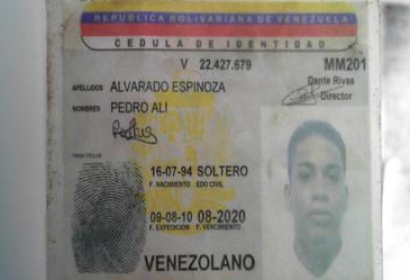 REPUBLICA BOLIVARIANA DE VENEZUELA
CEDULA DE IDENTIDAD
V 22.427.679 MM201
Dante Rivas
Director
APELLIDOS ALVARADO ESPINOZA
NOMBRES PEDRO ALI
FIRMA TITULAR
16-07-94 SOLTERO
F. NACIMIENTO EDO CIVIL
09-08-10 08-2020
F. EXPEDICION F. VENCIMIENTO
VENEZOLANO